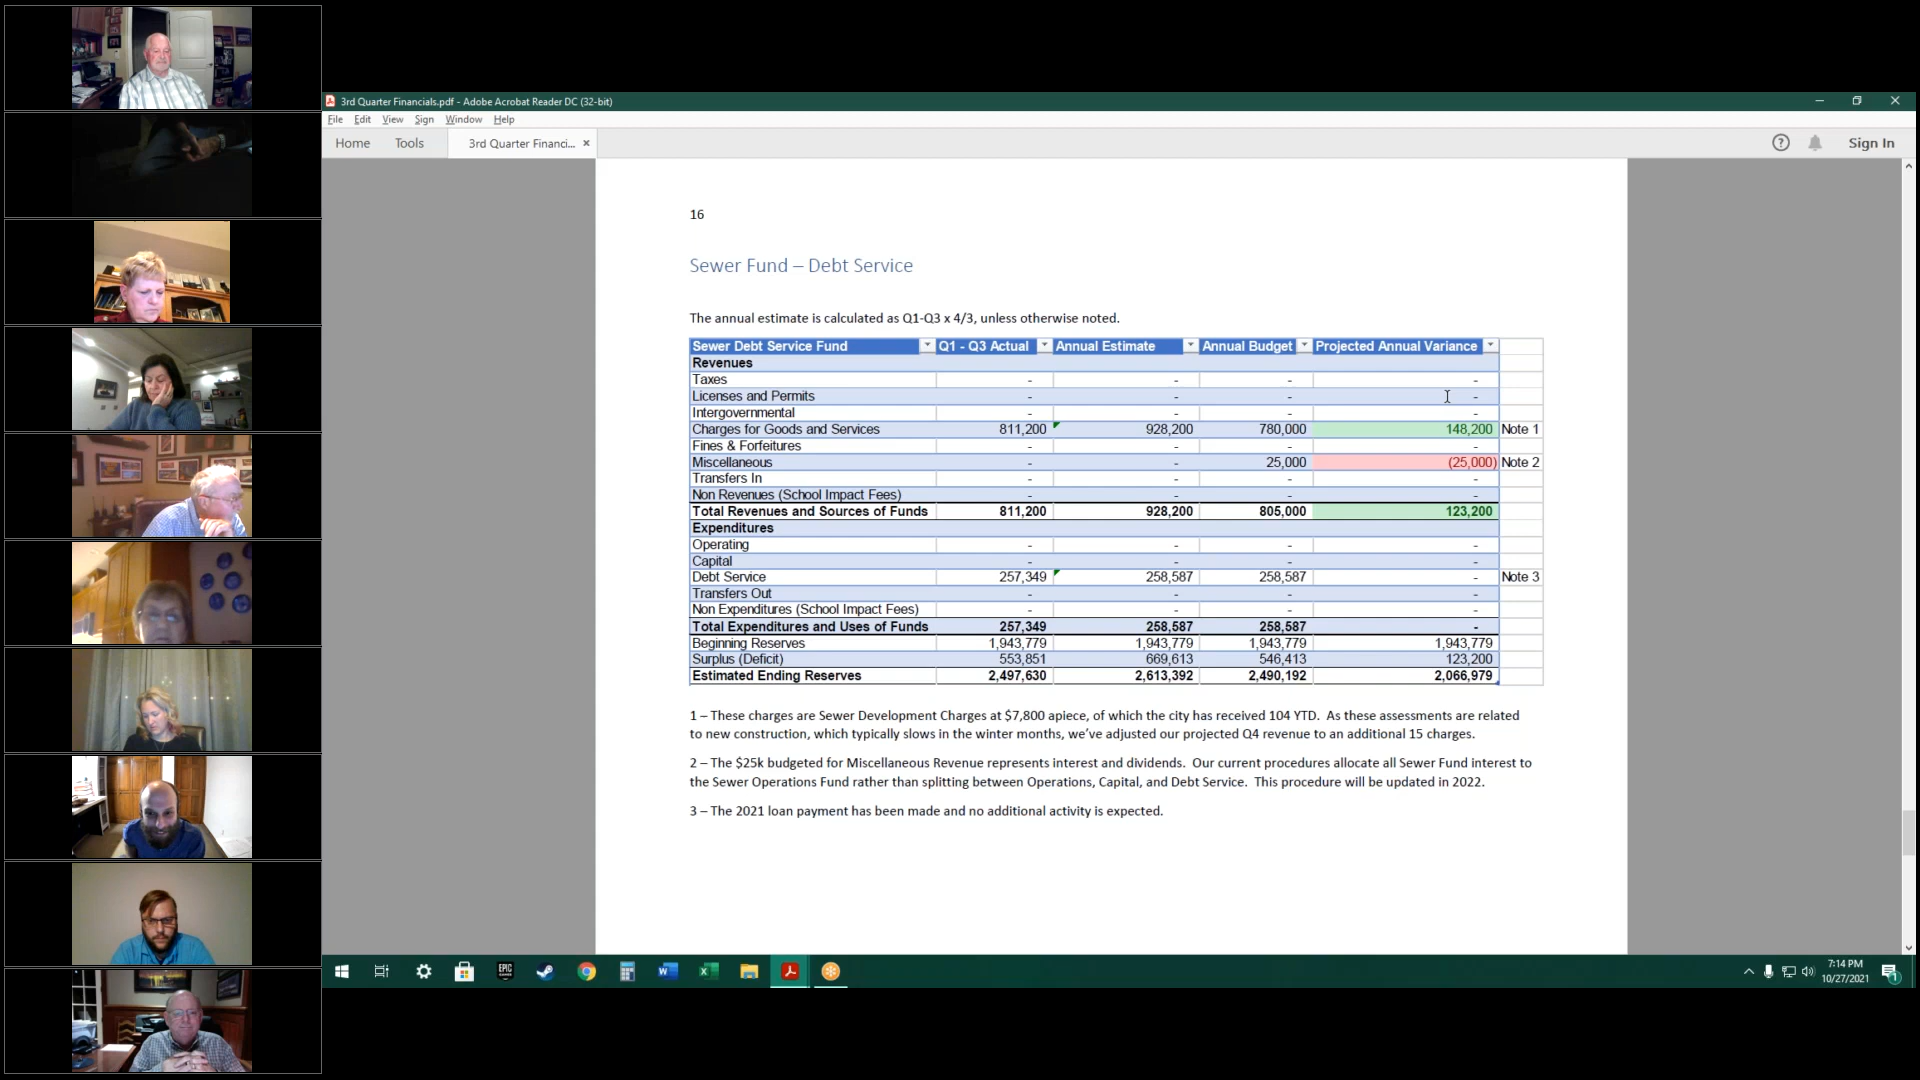 3rd Quarter Financials.pdf - Adobe Acrobat Reader DC (32-bit)
File Edit View Sign Window Help
Home Tools 3rd Quarter Financi... × Sign In
16
Sewer Fund – Debt Service
The annual estimate is calculated as Q1-Q3 x 4/3, unless otherwise noted.
Sewer Debt Service Fund Q1 - Q3 Actual Annual Estimate Annual Budget Projected Annual Variance
Revenues
Taxes - - - -
Licenses and Permits - - - -
Intergovernmental - - - -
Charges for Goods and Services 811,200 928,200 780,000 148,200 Note 1
Fines & Forfeitures - - - -
Miscellaneous - - 25,000 (25,000) Note 2
Transfers In - - - -
Non Revenues (School Impact Fees) - - - -
Total Revenues and Sources of Funds 811,200 928,200 805,000 123,200
Expenditures
Operating - - - -
Capital - - - -
Debt Service 257,349 258,587 258,587 - Note 3
Transfers Out - - - -
Non Expenditures (School Impact Fees) - - - -
Total Expenditures and Uses of Funds 257,349 258,587 258,587 -
Beginning Reserves 1,943,779 1,943,779 1,943,779 1,943,779
Surplus (Deficit) 553,851 669,613 546,413 123,200
Estimated Ending Reserves 2,497,630 2,613,392 2,490,192 2,066,979
1 – These charges are Sewer Development Charges at $7,800 apiece, of which the city has received 104 YTD. As these assessments are related
to new construction, which typically slows in the winter months, we've adjusted our projected Q4 revenue to an additional 15 charges.
2 – The $25k budgeted for Miscellaneous Revenue represents interest and dividends. Our current procedures allocate all Sewer Fund interest to
the Sewer Operations Fund rather than splitting between Operations, Capital, and Debt Service. This procedure will be updated in 2022.
3 – The 2021 loan payment has been made and no additional activity is expected.
EPIC
7:14 PM
10/27/2021
1